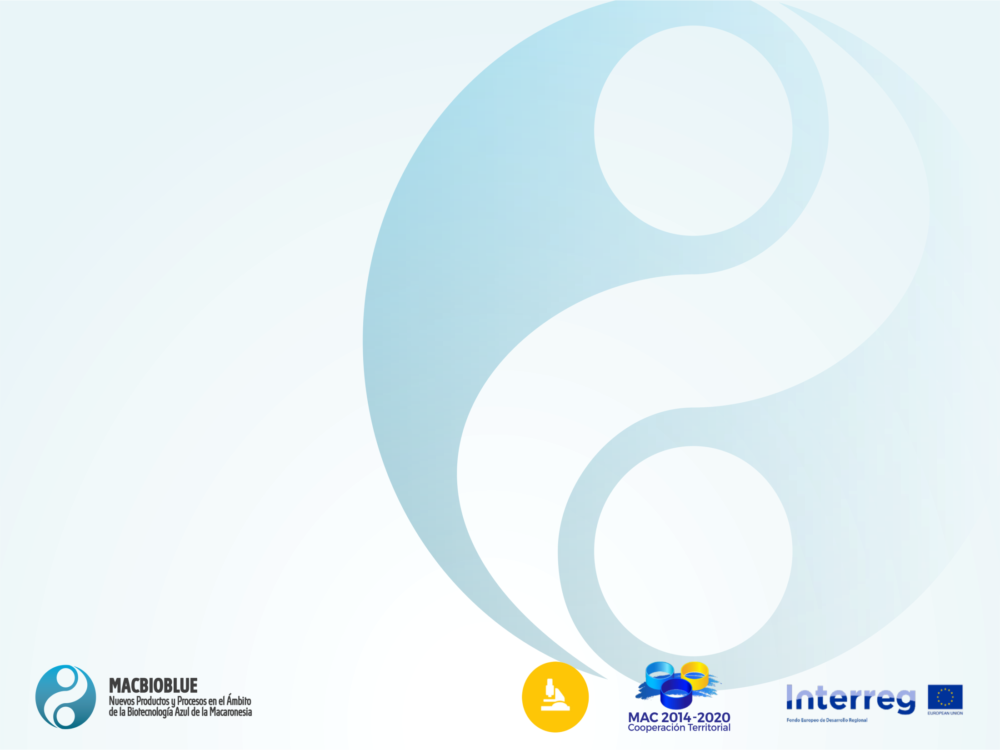 MACBIOBLUE
Nuevos Productos y Procesos en el Ámbito
de la Biotecnología Azul de la Macaronesia
MAC 2014-2020
Cooperación Territorial
Interreg
EUROPEAN UNION
Fondo Europeo de Desarrollo Regional